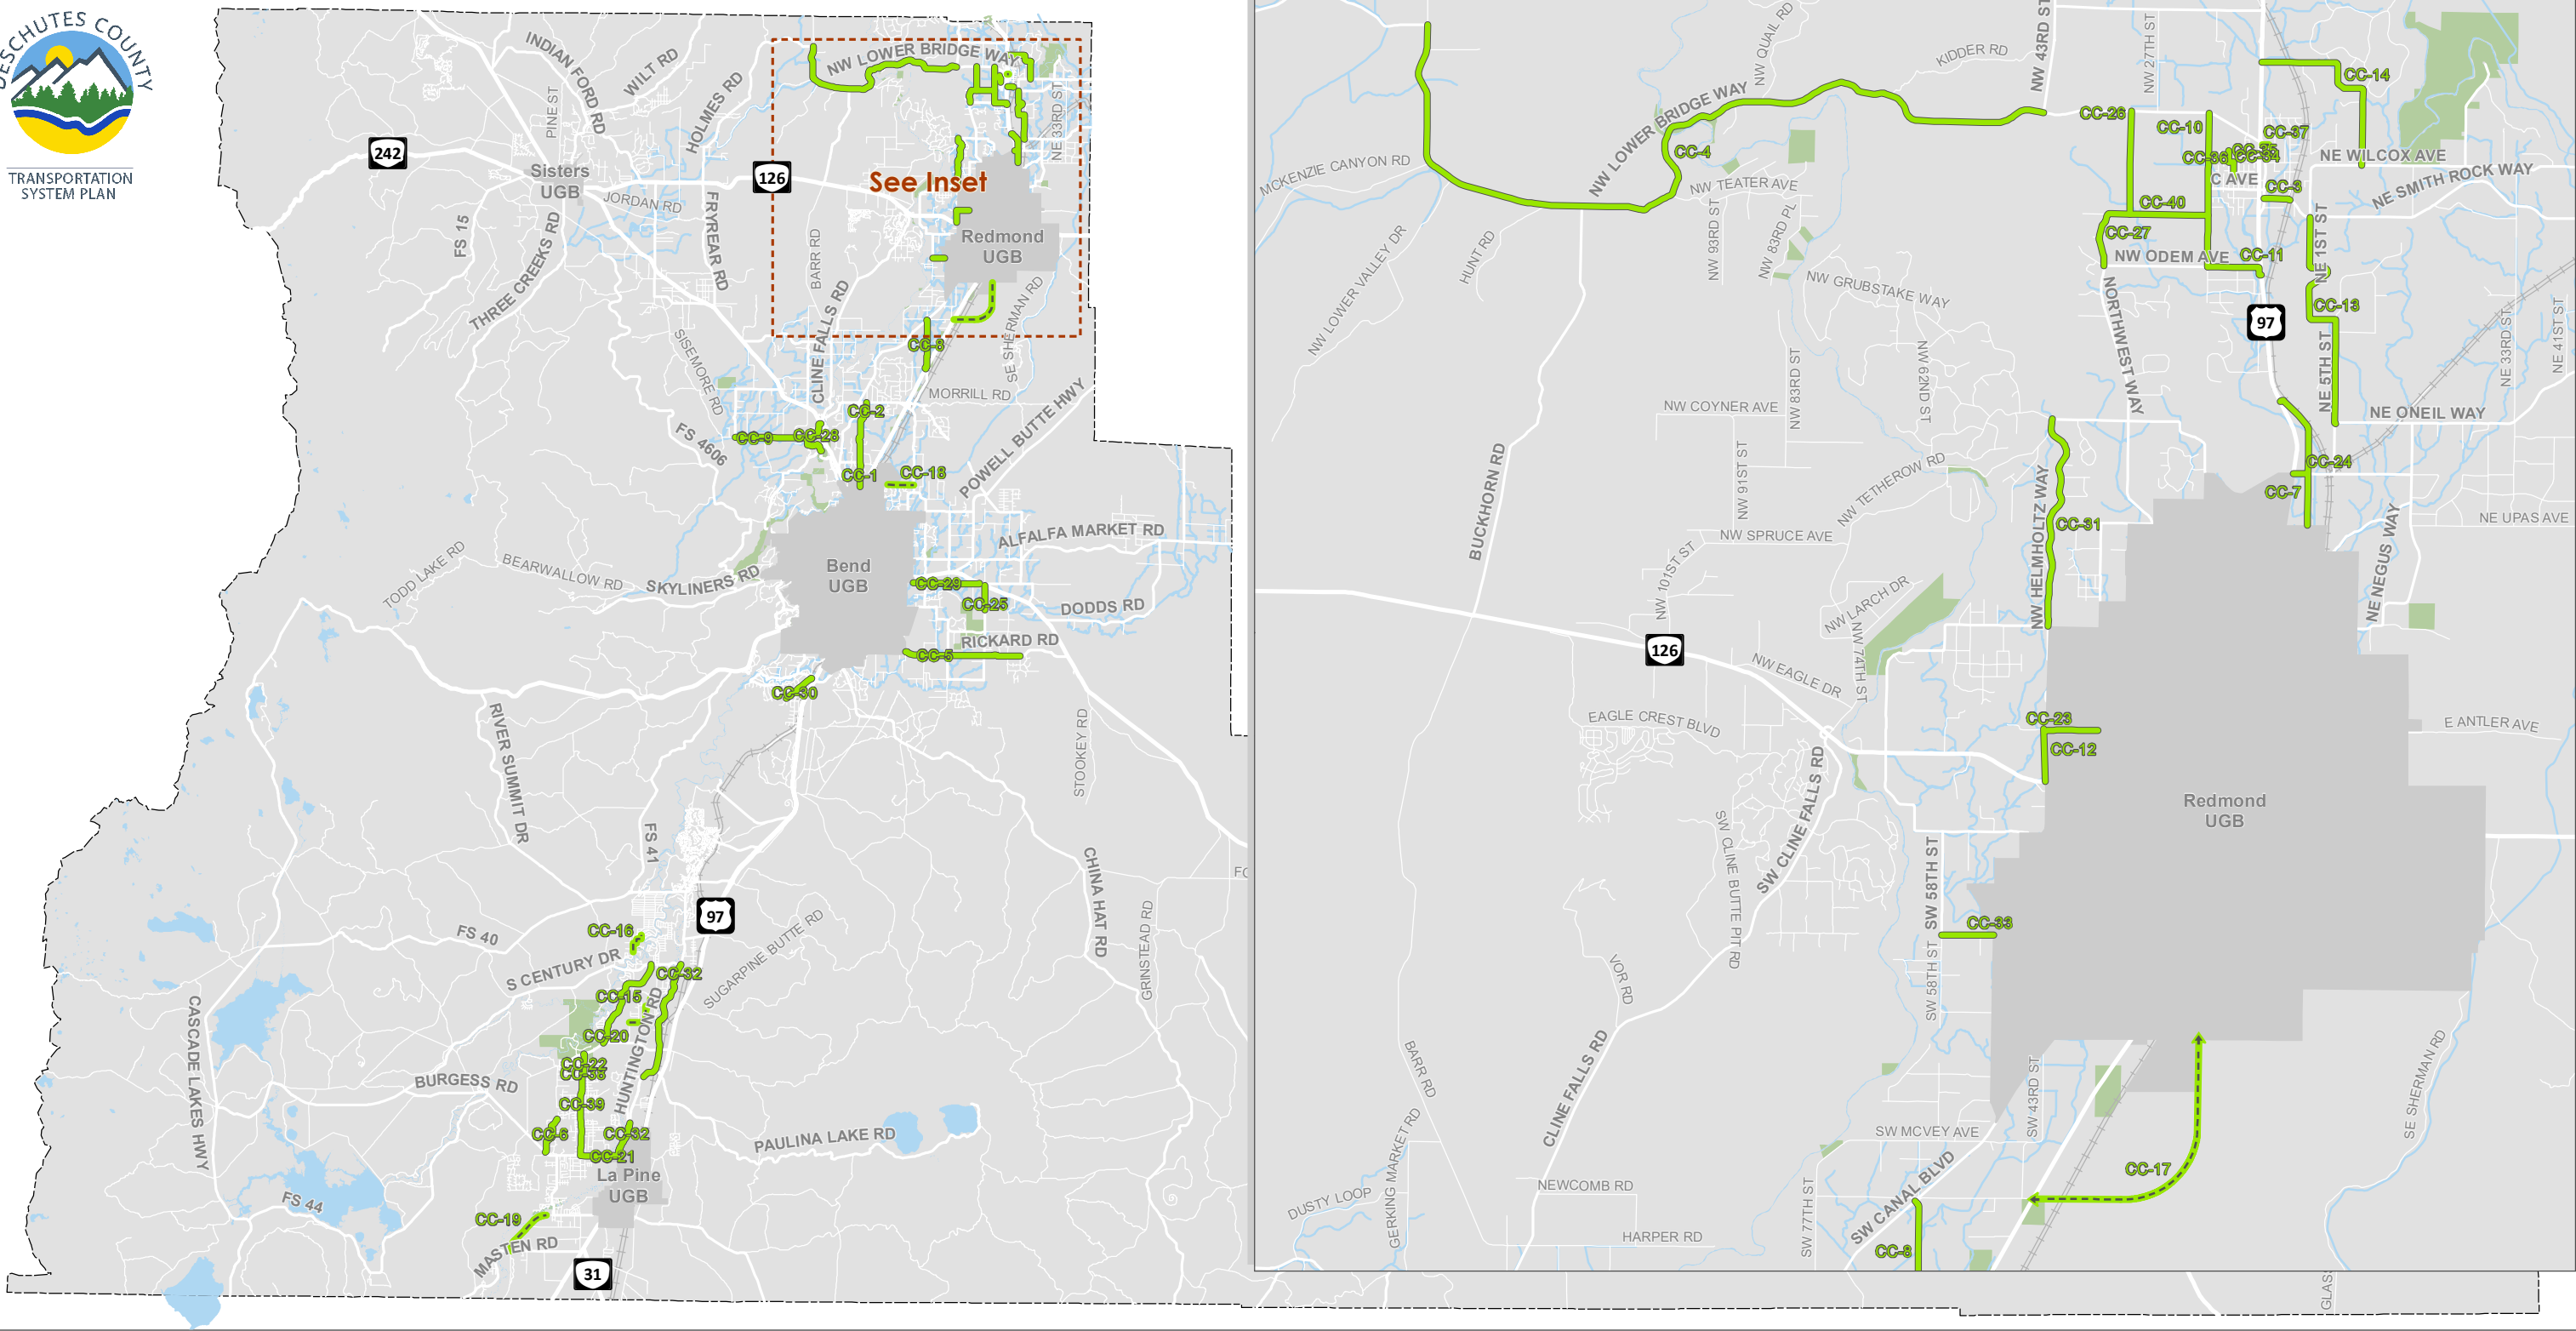 DESCHUTES COUNTY
TRANSPORTATION
SYSTEM PLAN
INDIAN FORD RD
WILT RD
PINE ST
HOLMES RD
NW LOWER BRIDGE WAY
NE 33RD ST
242
Sisters
UGB
126
See Inset
JORDAN RD
FRYREAR RD
FS 15
THREE CREEKS RD
BARR RD
Redmond
UGB
CLINE FALLS RD
SE SHERMAN RD
SISEMORE RD
CC-8
MORRILL RD
POWELL BUTTE HWY
CC-2
FS 4606
CC-9
CC-28
CC-1
CC-18
ALFALFA MARKET RD
TODD LAKE RD
BEARWALLOW RD
SKYLINERS RD
Bend
UGB
CC-29
CC-25
DODDS RD
RICKARD RD
CC-5
CC-30
RIVER SUMMIT DR
STOOKEY RD
FS 41
CHINA HAT RD
GRINSTEAD RD
97
CC-16
FS 40
S CENTURY DR
SUGARPINE BUTTE RD
CC-32
CC-15
HUNTINGTON RD
CC-20
CC-22
CC-38
CASCADE LAKES HWY
BURGESS RD
CC-39
CC-6
CC-32
PAULINA LAKE RD
CC-21
La Pine
UGB
FS 44
CC-19
MASTEN RD
31
NW QUAIL RD
KIDDER RD
NW 43RD ST
NW 27TH ST
CC-14
NW LOWER BRIDGE WAY
CC-26
CC-10
CC-37
CC-4
CC-36
CC-35
CC-34
MCKENZIE CANYON RD
NE WILCOX AVE
NW TEATER AVE
C AVE
CC-3
NE SMITH ROCK WAY
CC-40
NW 93RD ST
NW 83RD PL
CC-27
NE 1ST ST
NW LOWER VALLEY DR
HUNT RD
NW ODEM AVE
CC-11
NW GRUBSTAKE WAY
CC-13
97
NORTHWEST WAY
NE 33RD ST
NE 41ST ST
NW 83RD ST
NW 62ND ST
NE 5TH ST
NW COYNER AVE
NE ONEIL WAY
BUCKHORN RD
NW 91ST ST
NW TETHEROW RD
CC-24
NW HELMHOLTZ WAY
CC-7
CC-31
NE UPAS AVE
NW SPRUCE AVE
NE NEGUS WAY
NW 101ST ST
NW LARCH DR
126
NW 74TH ST
NW EAGLE DR
EAGLE CREST BLVD
CC-23
E ANTLER AVE
CC-12
SW CLINE FALLS RD
Redmond
UGB
SW CLINE BUTTE PIT RD
SW 58TH ST
CC-33
SW 58TH ST
VOR RD
BARR RD
CLINE FALLS RD
SE SHERMAN RD
SW 43RD ST
GERKING MARKET RD
SW MCVEY AVE
CC-17
SW CANAL BLVD
NEWCOMB RD
DUSTY LOOP
SW 77TH ST
HARPER RD
CC-8